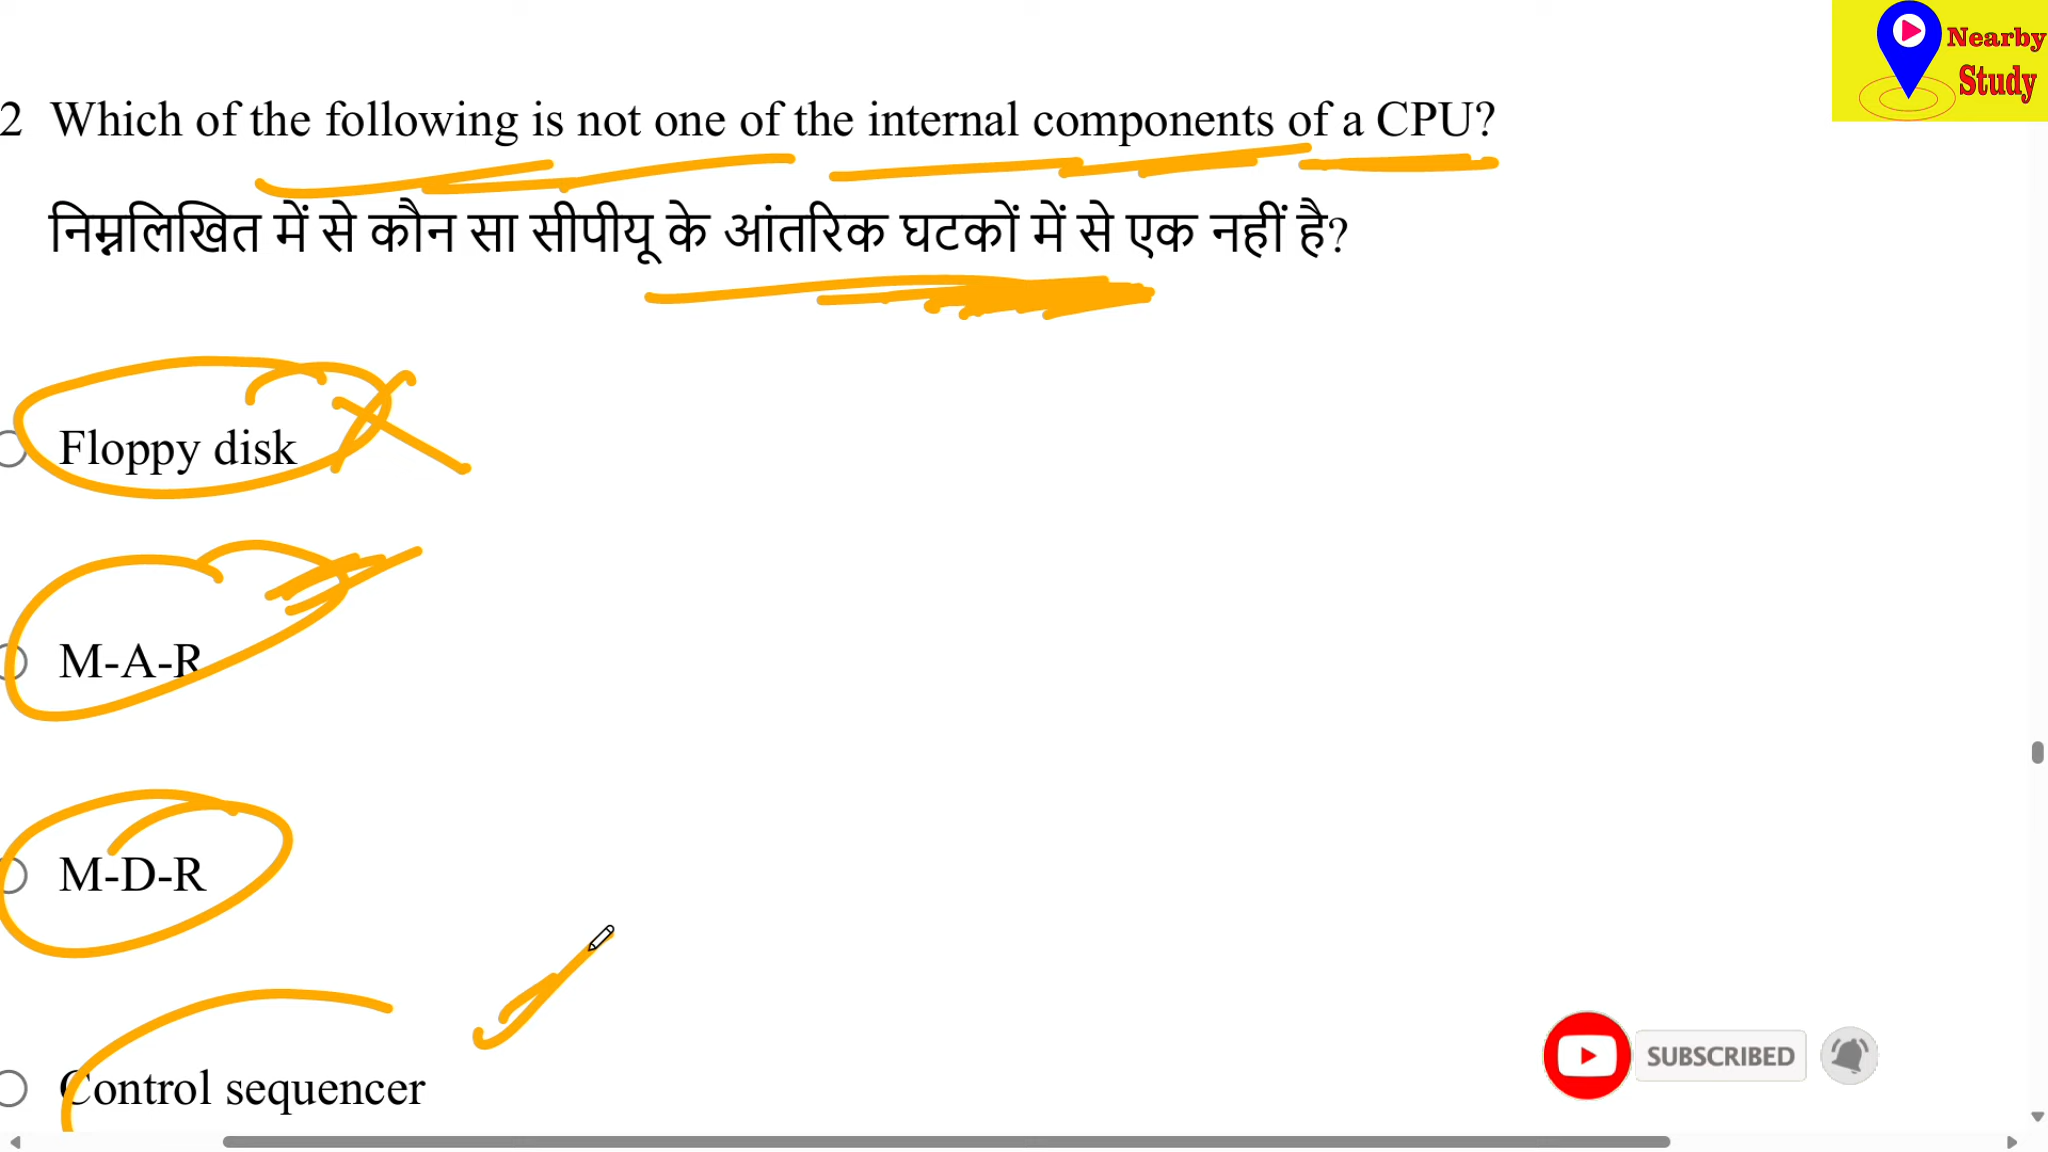 Nearby
Study
2 Which of the following is not one of the internal components of a CPU?
निम्नलिखित में से कौन सा सीपीयू के आंतरिक घटकों में से एक नहीं है?
Floppy disk
M-A-R
M-D-R
Control sequencer
SUBSCRIBED